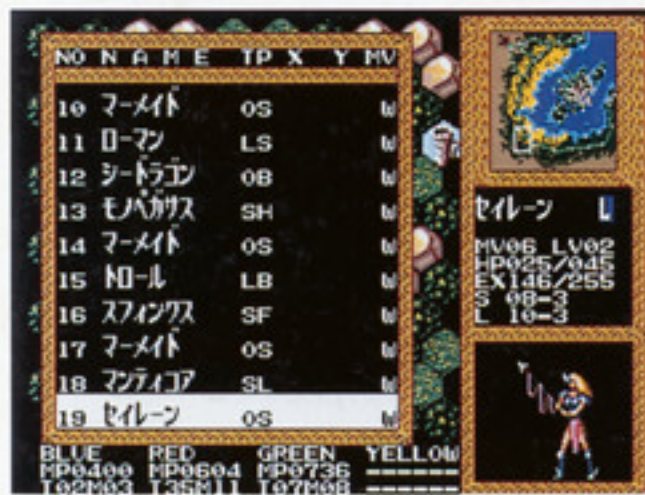 NO N A M E TP X Y MV
10 マーメイド OS W
11 ローマン LS W
12 シードラゴン OB W
13 モノペガサス SH W
14 マーメイド OS W
15 トロール LB W
16 スフィンクス SF W
17 マーメイド OS W
18 マンティコア SL W
19 セイレーン OS W
セイレーン L
MV06 LV02
HP025/045
EX146/255
S 08-3
L 10-3
BLUE RED GREEN YELLOW
MP0400 MP0604 MP0736 ------
T02M03 T35M11 T07M08 ------